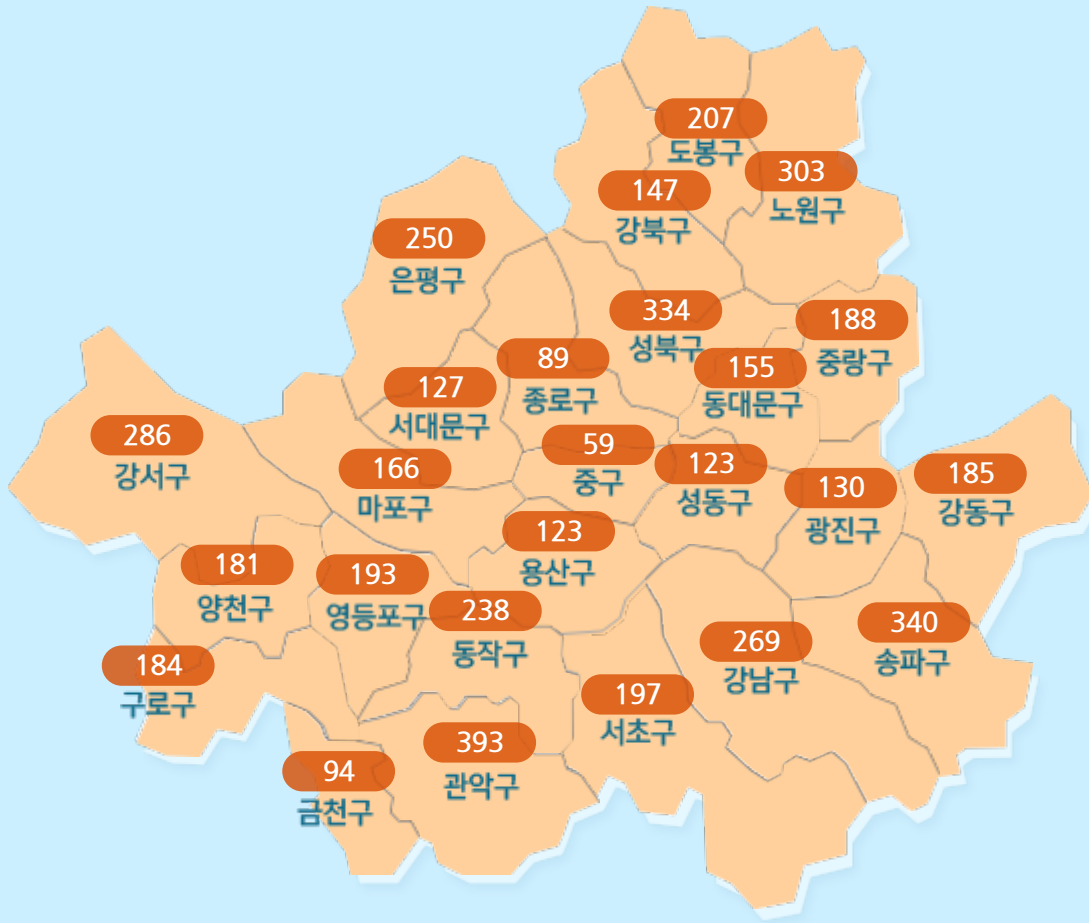 207
도봉구
303
노원구
147
강북구
250
은평구
334
성북구
188
중랑구
89
종로구
155
동대문구
127
서대문구
286
강서구
59
중구
123
성동구
166
마포구
185
강동구
130
광진구
123
용산구
181
양천구
193
영등포구
238
동작구
340
송파구
269
강남구
184
구로구
197
서초구
393
관악구
94
금천구